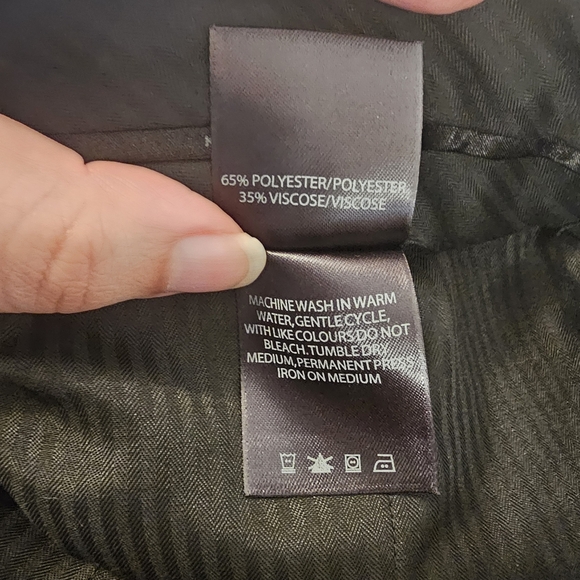 65% POLYESTER/POLYESTER
35% VISCOSE/VISCOSE
MACHINE WASH IN WARM
WATER,GENTLE CYCLE,
WITH LIKE COLOURS DO NOT
BLEACH.TUMBLE DRY
MEDIUM,PERMANENT PRESS
IRON ON MEDIUM